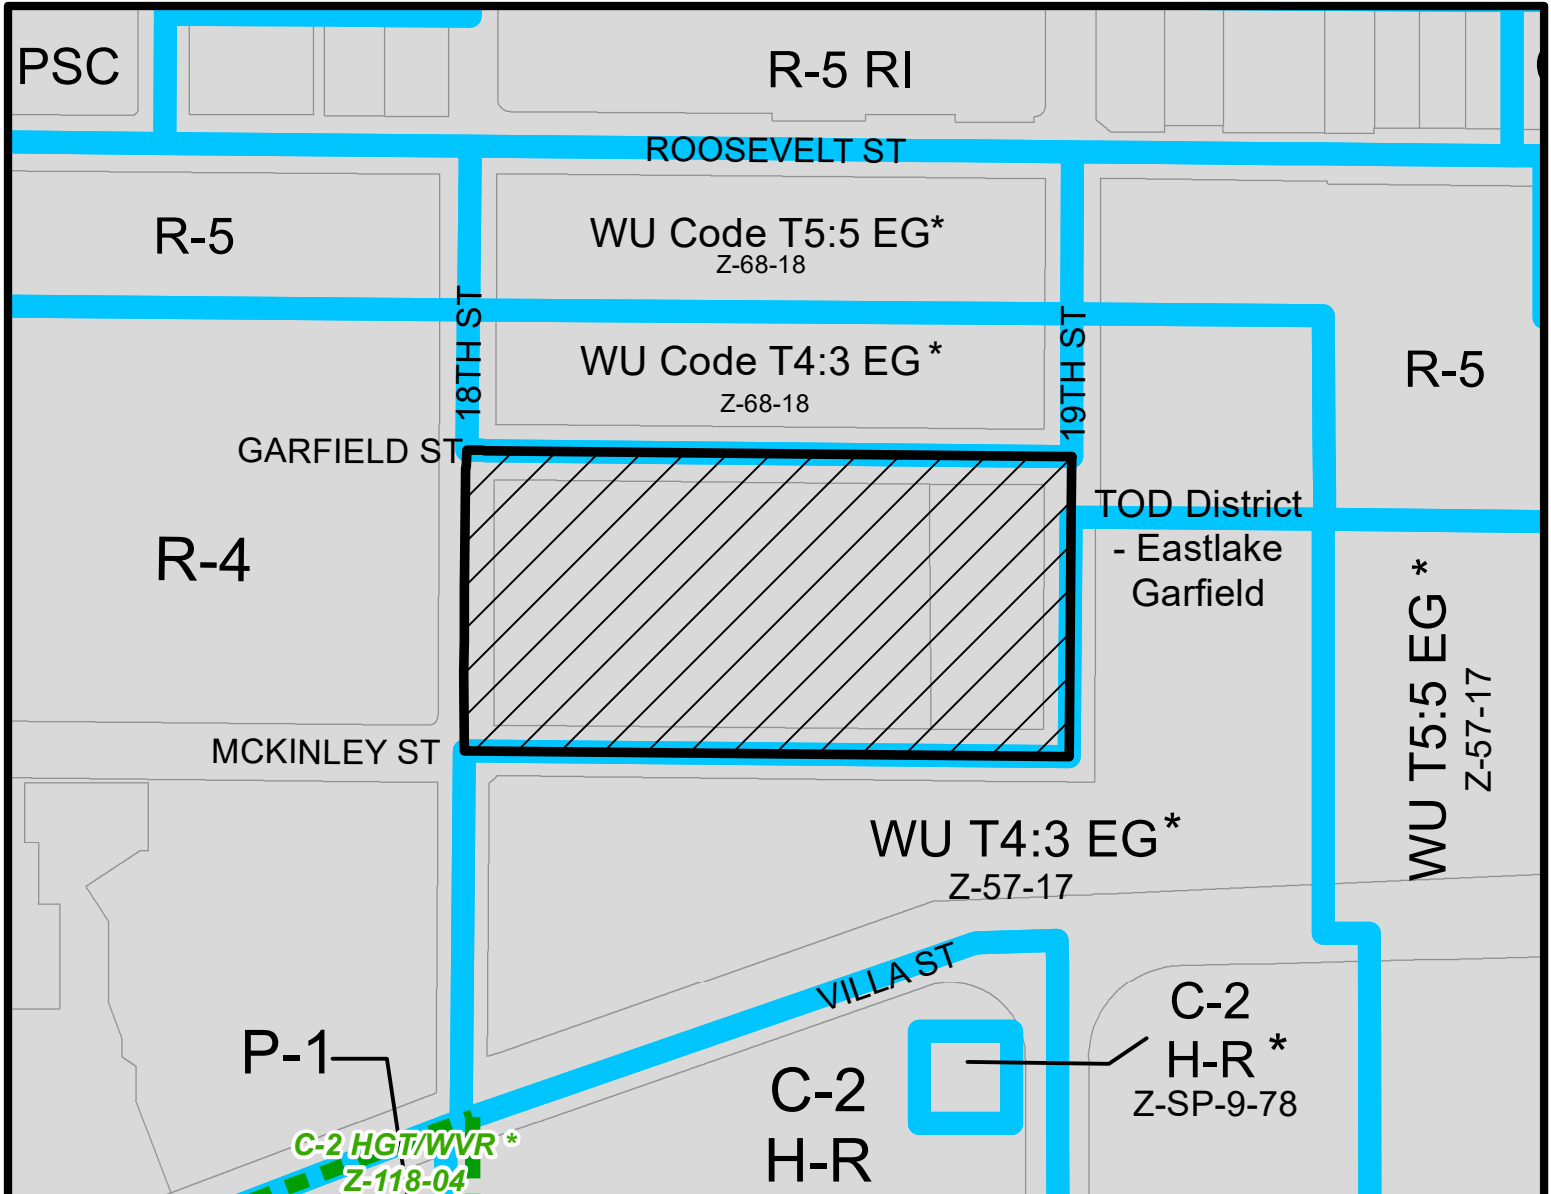 PSC
R-5 RI
ROOSEVELT ST
R-5
WU Code T5:5 EG*
Z-68-18
18TH ST
19TH ST
WU Code T4:3 EG *
Z-68-18
R-5
GARFIELD ST
TOD District
- Eastlake
Garfield
R-4
WU T5:5 EG *
Z-57-17
MCKINLEY ST
WU T4:3 EG*
Z-57-17
VILLA ST
C-2
H-R *
Z-SP-9-78
P-1
C-2
H-R
C-2 HGT/WVR *
Z-118-04